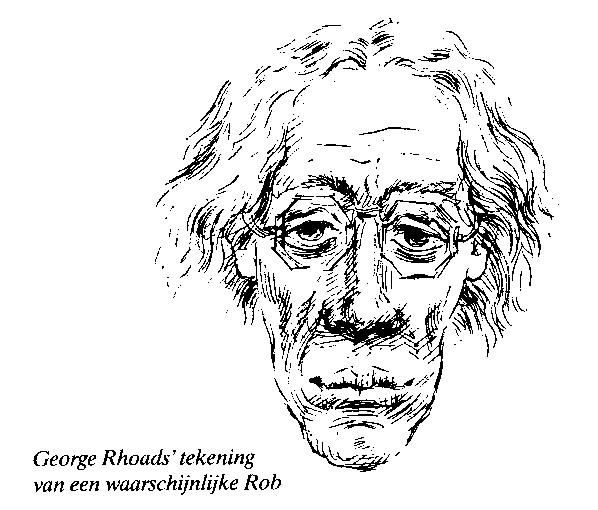 George Rhoads' tekening
van een waarschijnlijke Rob